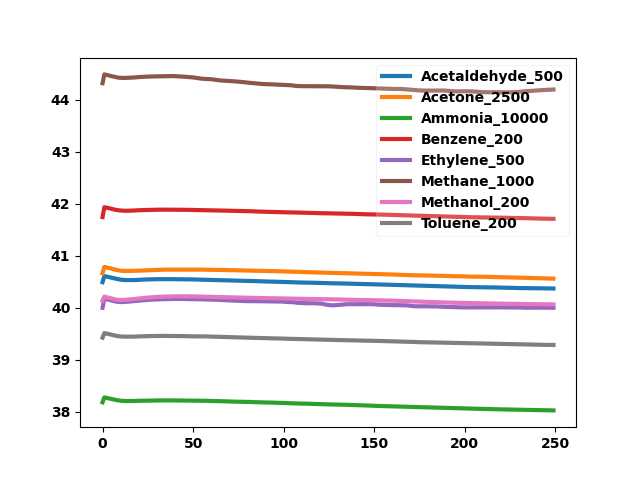 44
43
42
41
40
39
38
0 50 100 150 200 250
Acetaldehyde_500
Acetone_2500
Ammonia_10000
Benzene_200
Ethylene_500
Methane_1000
Methanol_200
Toluene_200